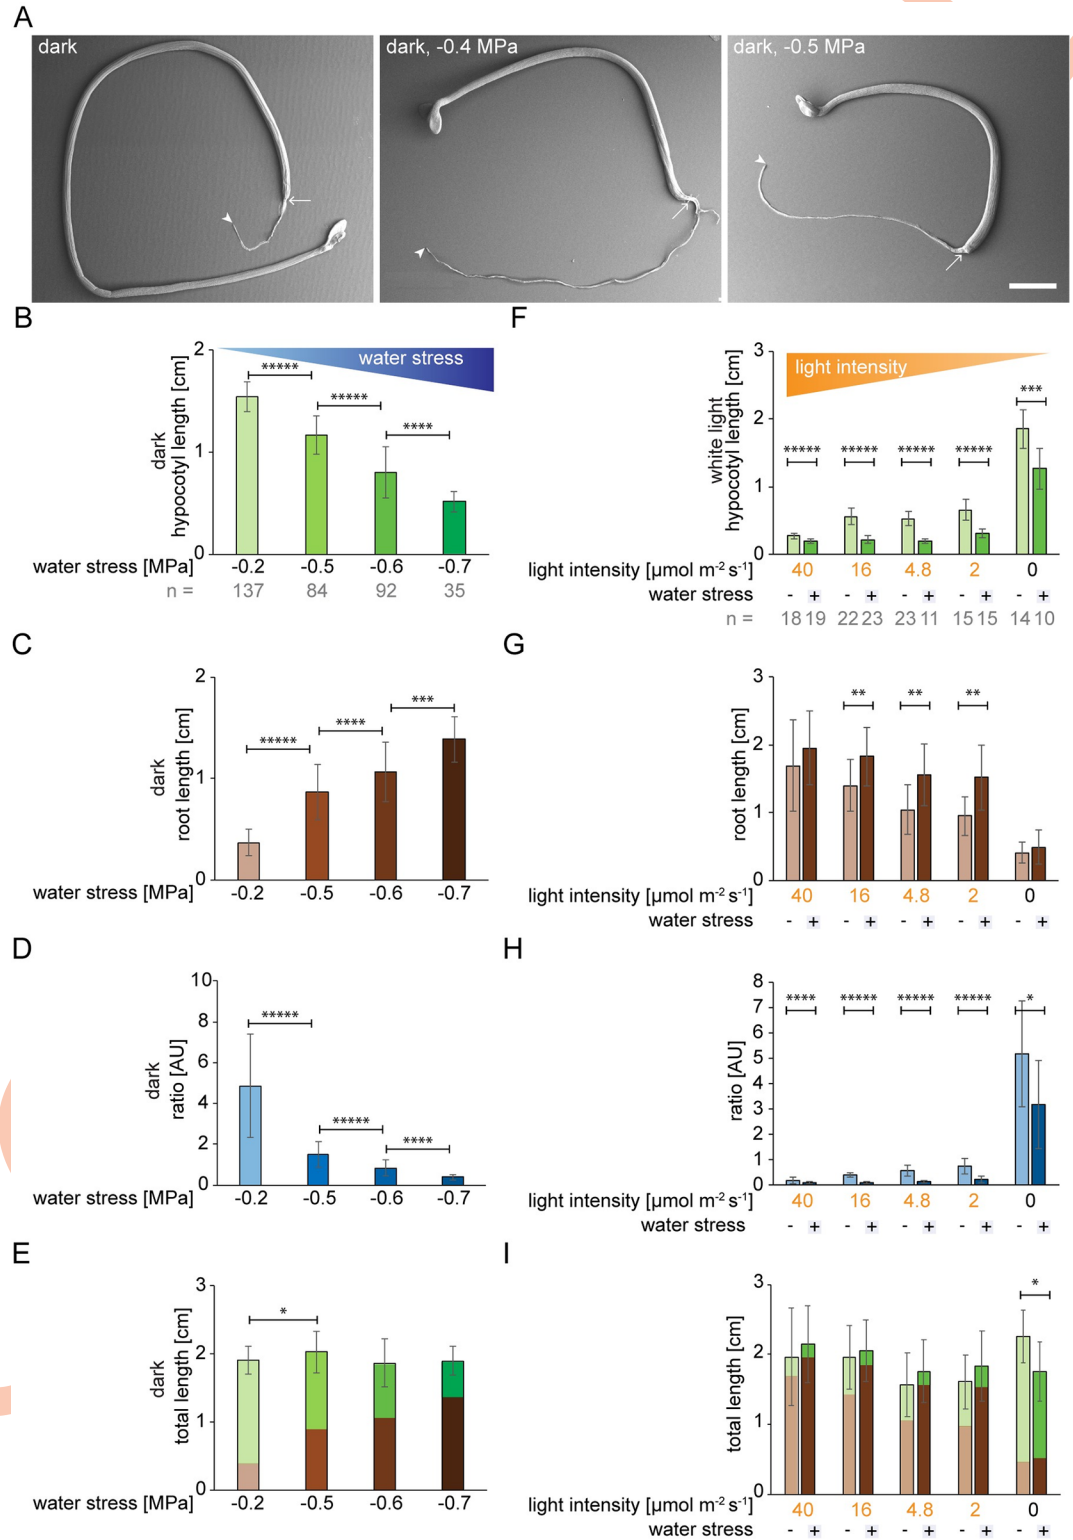 A
dark
dark, -0.4 MPa
dark, -0.5 MPa
B
dark
hypocotyl length [cm]
2
1
0
water stress
*****
*****
****
water stress [MPa]
-0.2 -0.5 -0.6 -0.7
n = 137 84 92 35
F
white light
hypocotyl length [cm]
3
2
1
0
light intensity
***** ***** ***** ***** ***
light intensity [µmol m-2 s-1]
40 16 4.8 2 0
water stress - + - + - + - + - +
n = 18 19 22 23 23 11 15 15 14 10
C
dark
root length [cm]
2
1
0
*****
****
***
water stress [MPa]
-0.2 -0.5 -0.6 -0.7
G
root length [cm]
3
2
1
0
** ** **
light intensity [µmol m-2 s-1]
40 16 4.8 2 0
water stress - + - + - + - + - +
D
dark
ratio [AU]
10
8
6
4
2
0
*****
*****
****
water stress [MPa]
-0.2 -0.5 -0.6 -0.7
H
ratio [AU]
8
7
6
5
4
3
2
1
0
**** ***** ***** ***** *
light intensity [µmol m-2 s-1]
40 16 4.8 2 0
water stress - + - + - + - + - +
E
dark
total length [cm]
3
2
1
0
*
water stress [MPa]
-0.2 -0.5 -0.6 -0.7
I
total length [cm]
3
2
1
0
*
light intensity [µmol m-2 s-1]
40 16 4.8 2 0
water stress - + - + - + - + - +